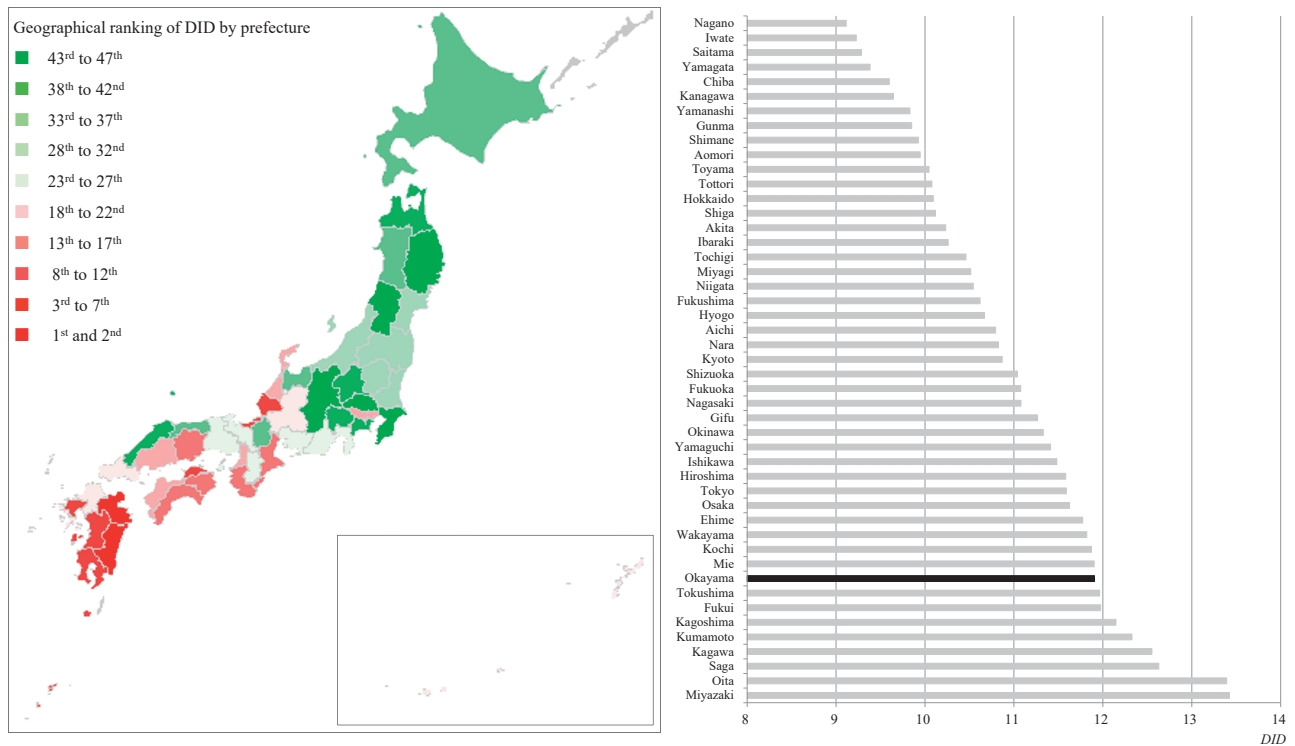 Geographical ranking of DID by prefecture
43rd to 47th
38th to 42nd
33rd to 37th
28th to 32nd
23rd to 27th
18th to 22nd
13th to 17th
8th to 12th
3rd to 7th
1st and 2nd
Nagano
Iwate
Saitama
Yamagata
Chiba
Kanagawa
Yamanashi
Gunma
Shimane
Aomori
Toyama
Tottori
Hokkaido
Shiga
Akita
Ibaraki
Tochigi
Miyagi
Niigata
Fukushima
Hyogo
Aichi
Nara
Kyoto
Shizuoka
Fukuoka
Nagasaki
Gifu
Okinawa
Yamaguchi
Ishikawa
Hiroshima
Tokyo
Osaka
Ehime
Wakayama
Kochi
Mie
Okayama
Tokushima
Fukui
Kagoshima
Kumamoto
Kagawa
Saga
Oita
Miyazaki
8 9 10 11 12 13 14
DID